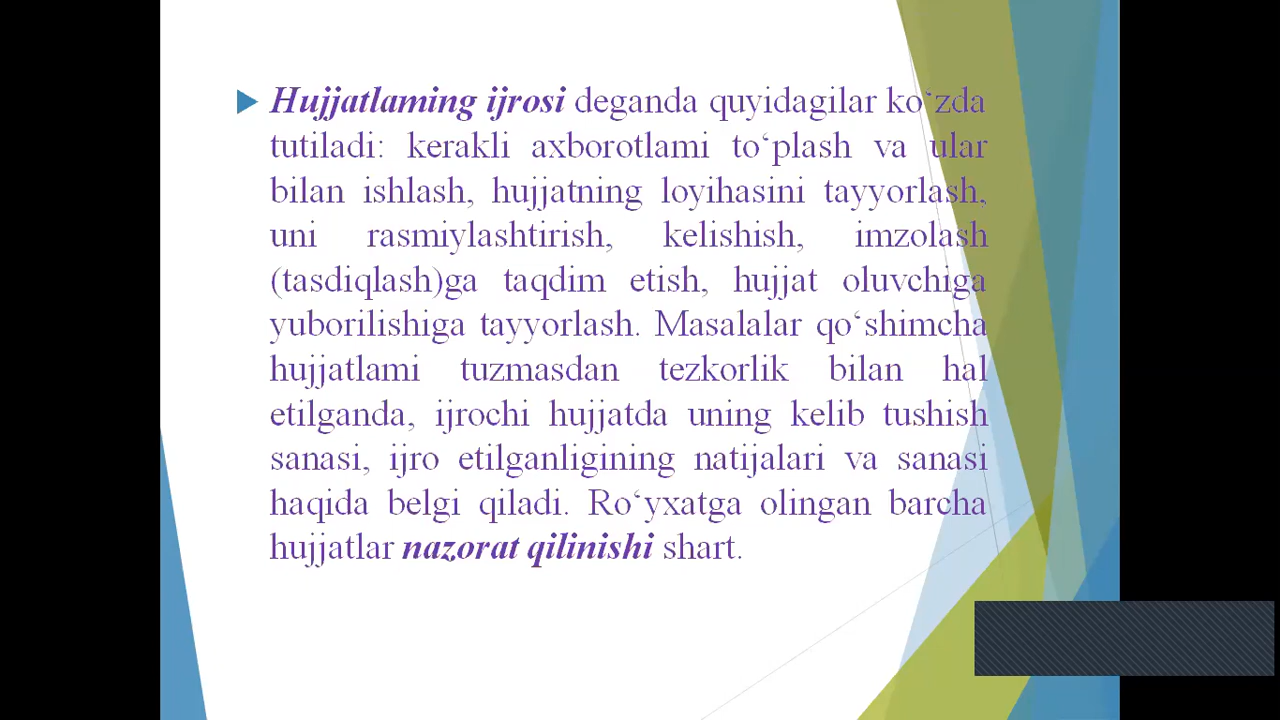 Hujjatlaming ijrosi deganda quyidagilar ko‘zda
tutiladi: kerakli axborotlami to‘plash va ular
bilan ishlash, hujjatning loyihasini tayyorlash,
uni rasmiylashtirish, kelishish, imzolash
(tasdiqlash)ga taqdim etish, hujjat oluvchiga
yuborilishiga tayyorlash. Masalalar qo‘shimcha
hujjatlami tuzmasdan tezkorlik bilan hal
etilganda, ijrochi hujjatda uning kelib tushish
sanasi, ijro etilganligining natijalari va sanasi
haqida belgi qiladi. Ro‘yxatga olingan barcha
hujjatlar nazorat qilinishi shart.